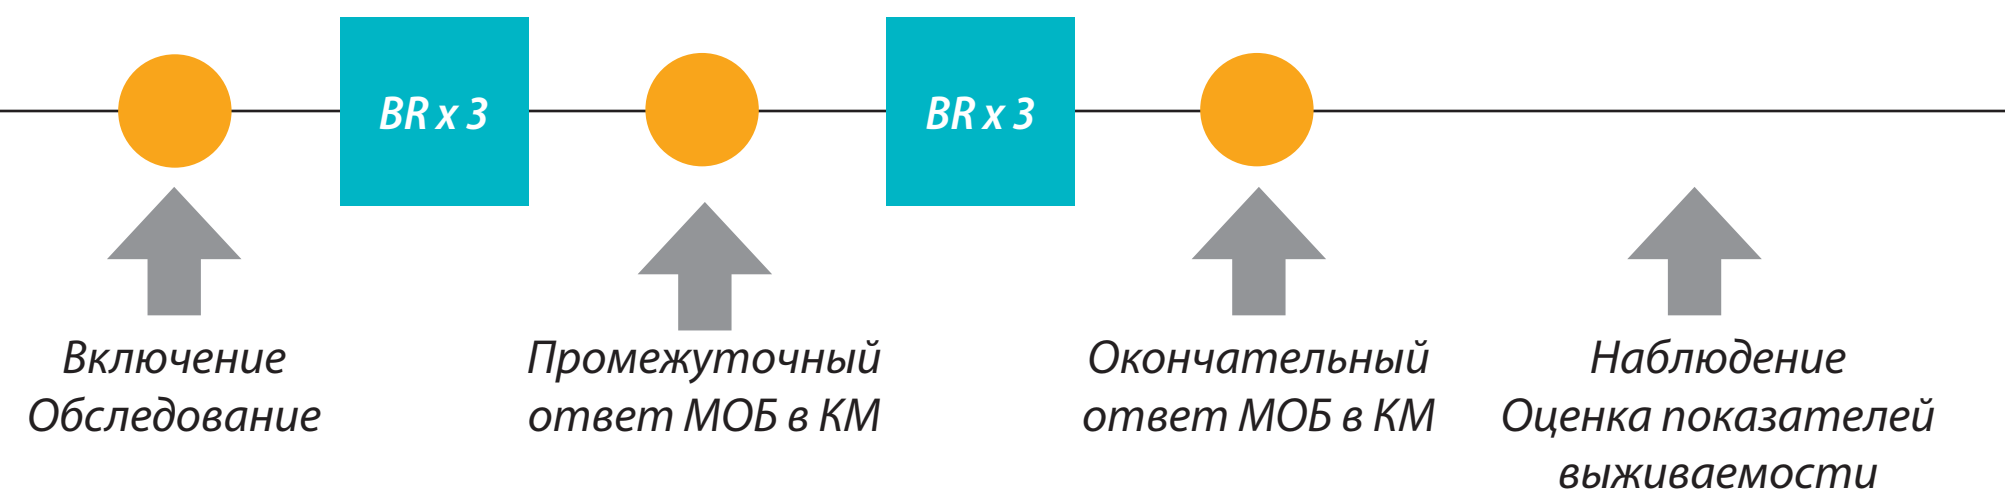 BR x 3
BR x 3
Включение
Обследование
Промежуточный
ответ МОБ в КМ
Окончательный
ответ МОБ в КМ
Наблюдение
Оценка показателей
выживаемости